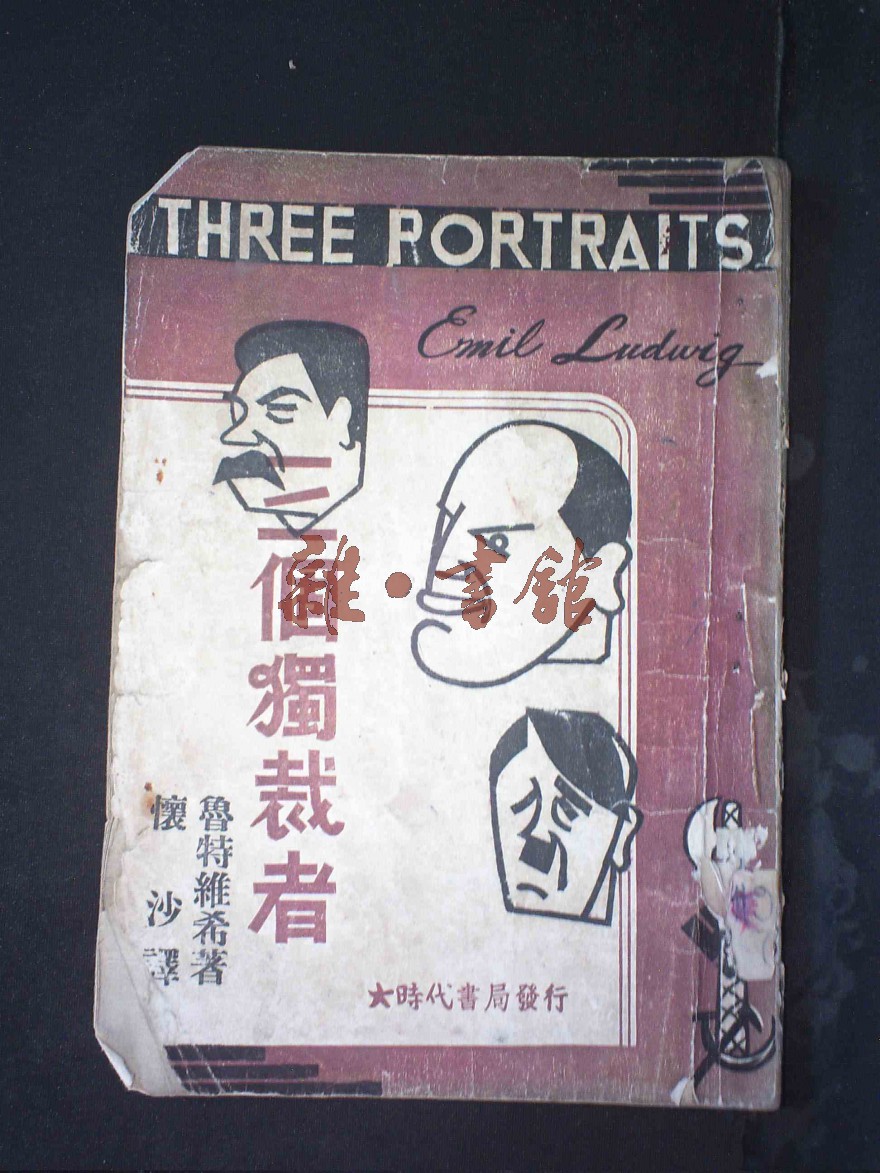 THREE PORTRAITS
Emil Ludwig
三個獨裁者
魯特維希著
懷沙譯
大時代書局發行
雜·書館